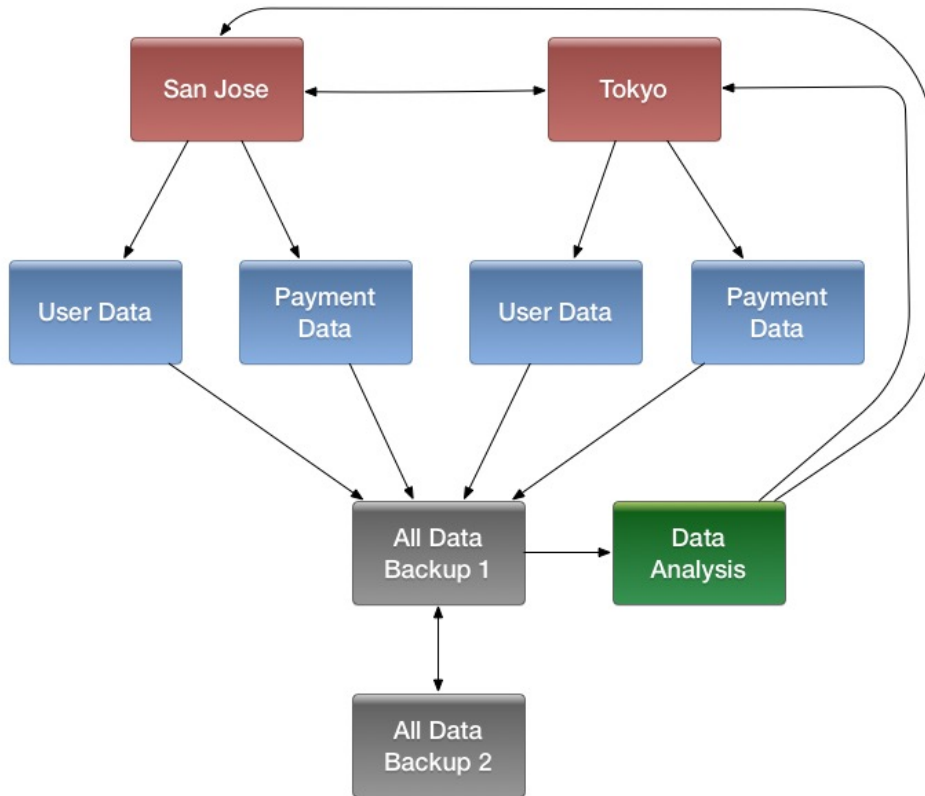 San Jose
Tokyo
User Data
Payment
Data
User Data
Payment
Data
All Data
Backup 1
Data
Analysis
All Data
Backup 2